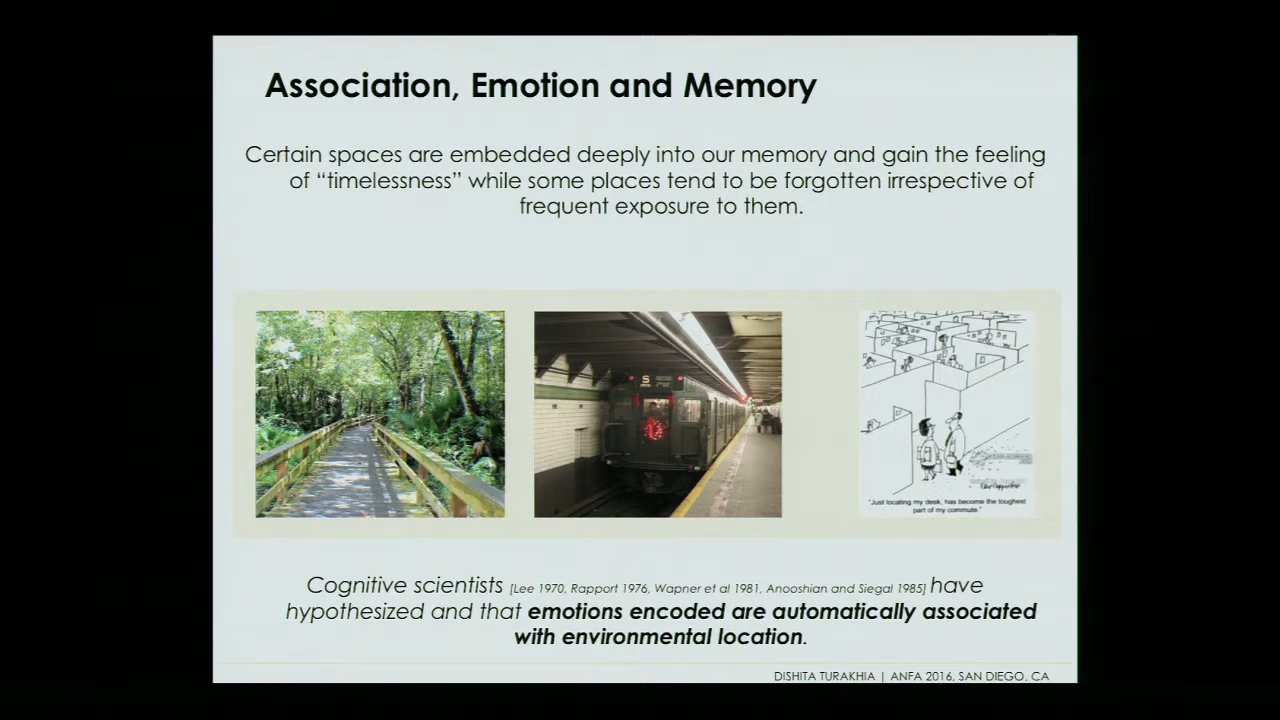 Association, Emotion and Memory
Certain spaces are embedded deeply into our memory and gain the feeling
of “timelessness” while some places tend to be forgotten irrespective of
frequent exposure to them.
S
"Just locating my desk, has become the toughest
part of my commute."
Cognitive scientists [Lee 1970, Rapport 1976, Wapner et al 1981, Anooshian and Siegal 1985] have
hypothesized and that emotions encoded are automatically associated
with environmental location.
DISHITA TURAKHIA | ANFA 2016, SAN DIEGO, CA